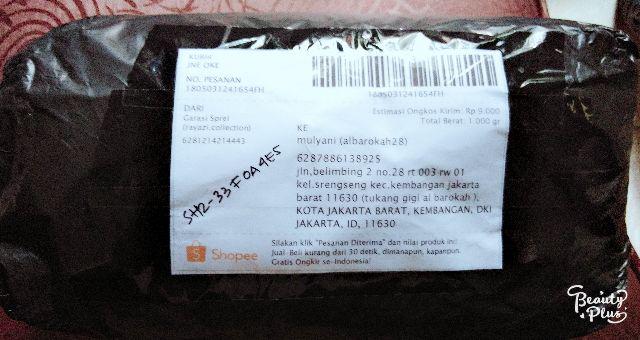 KURIR
JNE OKE
NO. PESANAN
1805031241654FH
1805031241654FH
Estimasi Ongkos Kirim: Rp 9.000
Total Berat: 1.000 gr
DARI
Garasi Sprei
(rayazi.collection)
6281214214443
KE
mulyani (albarokah28)
6287886138925
jln,belimbing 2 no.28 rt 003 rw 01
kel.srengseng kec.kembangan jakarta
barat 11630 (tukang gigi al barokah ),
KOTA JAKARTA BARAT, KEMBANGAN, DKI
JAKARTA, ID, 11630
SH12-33F0A4E5
Shopee
Silakan klik "Pesanan Diterima" dan nilai produk ini!
Jual-Beli kurang dari 30 detik, dimanapun, kapanpun.
Gratis Ongkir se-Indonesia!
Beauty
Plus